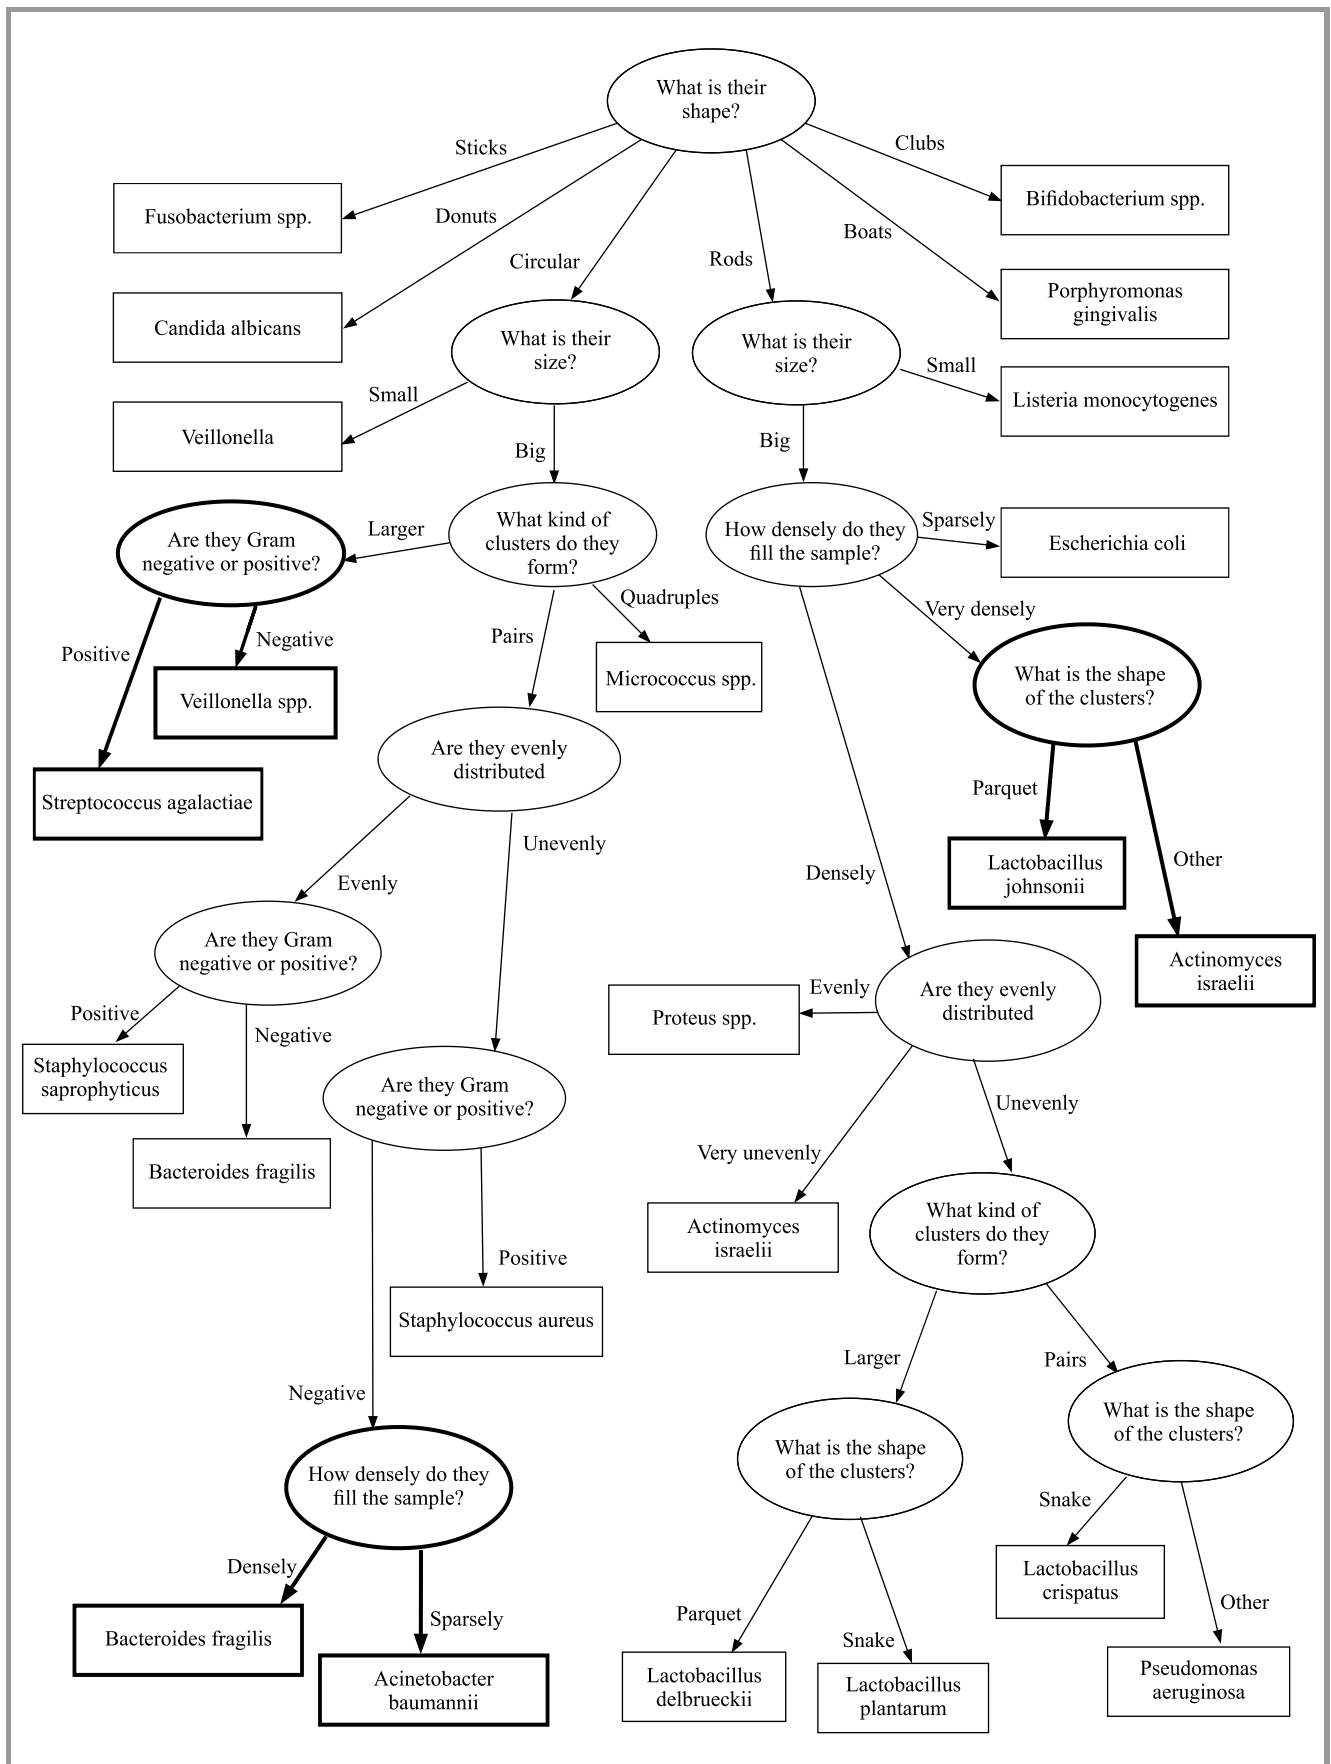 What is their
shape?
Sticks
Clubs
Fusobacterium spp.
Donuts
Bifidobacterium spp.
Boats
Circular
Rods
Candida albicans
Porphyromonas
gingivalis
What is their
size?
What is their
size?
Small
Small
Listeria monocytogenes
Veillonella
Big
Big
Are they Gram
negative or positive?
Larger
What kind of
clusters do they
form?
How densely do they
fill the sample?
Sparsely
Escherichia coli
Quadruples
Very densely
Positive
Negative
Pairs
Micrococcus spp.
What is the shape
of the clusters?
Veillonella spp.
Are they evenly
distributed
Streptococcus agalactiae
Parquet
Unevenly
Evenly
Densely
Lactobacillus
johnsonii
Other
Are they Gram
negative or positive?
Actinomyces
israelii
Evenly
Are they evenly
distributed
Proteus spp.
Positive
Negative
Staphylococcus
saprophyticus
Are they Gram
negative or positive?
Unevenly
Very unevenly
Bacteroides fragilis
Actinomyces
israelii
What kind of
clusters do they
form?
Positive
Staphylococcus aureus
Larger
Pairs
Negative
What is the shape
of the clusters?
What is the shape
of the clusters?
How densely do they
fill the sample?
Snake
Densely
Lactobacillus
crispatus
Other
Parquet
Sparsely
Snake
Bacteroides fragilis
Acinetobacter
baumannii
Lactobacillus
delbrueckii
Lactobacillus
plantarum
Pseudomonas
aeruginosa